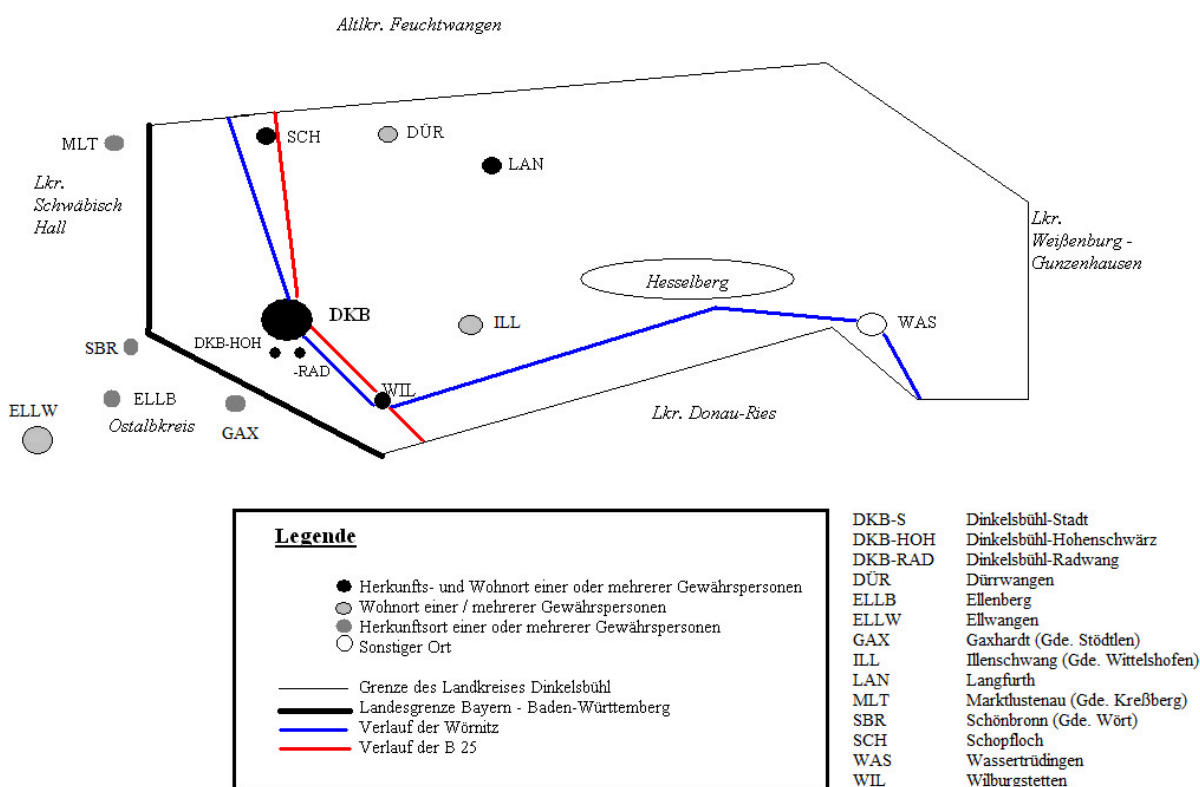 Altlkr. Feuchtwangen
MLT
SCH
DÜR
LAN
Lkr.
Schwäbisch
Hall
Lkr.
Weißenburg -
Gunzenhausen
Hesselberg
DKB
ILL
WAS
SBR
DKB-HOH
-RAD
WIL
ELLW
ELLB
Ostalbkreis
GAX
Lkr. Donau-Ries
Legende
Herkunfts- und Wohnort einer oder mehrerer Gewährspersonen
Wohnort einer / mehrerer Gewährspersonen
Herkunftsort einer oder mehrerer Gewährspersonen
Sonstiger Ort
Grenze des Landkreises Dinkelsbühl
Landesgrenze Bayern - Baden-Württemberg
Verlauf der Wörnitz
Verlauf der B 25
DKB-S Dinkelsbühl-Stadt
DKB-HOH Dinkelsbühl-Hohenschwärz
DKB-RAD Dinkelsbühl-Radwang
DÜR Dürrwangen
ELLB Ellenberg
ELLW Ellwangen
GAX Gaxhardt (Gde. Stödtlen)
ILL Illenschwang (Gde. Wittelshofen)
LAN Langfurth
MLT Marktlustenau (Gde. Kreßberg)
SBR Schönbronn (Gde. Wört)
SCH Schopfloch
WAS Wassertrüdingen
WIL Wilburgstetten